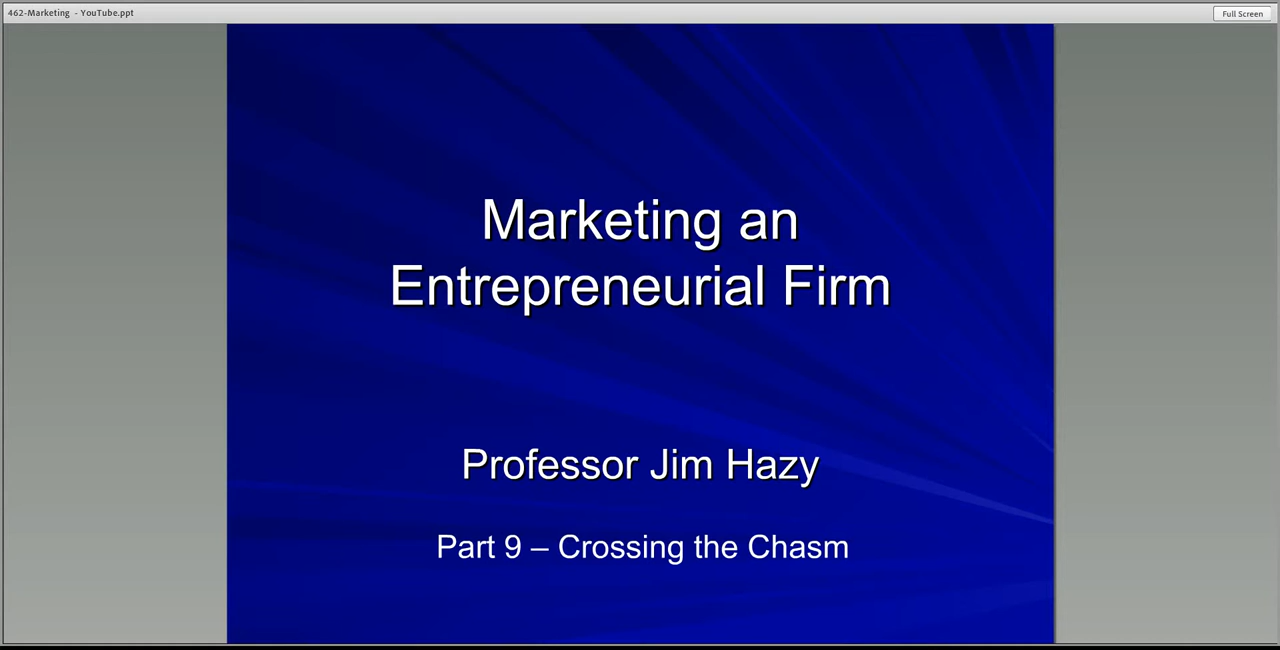 462-Marketing - YouTube.ppt
Full Screen
Marketing an
Entrepreneurial Firm
Professor Jim Hazy
Part 9 – Crossing the Chasm